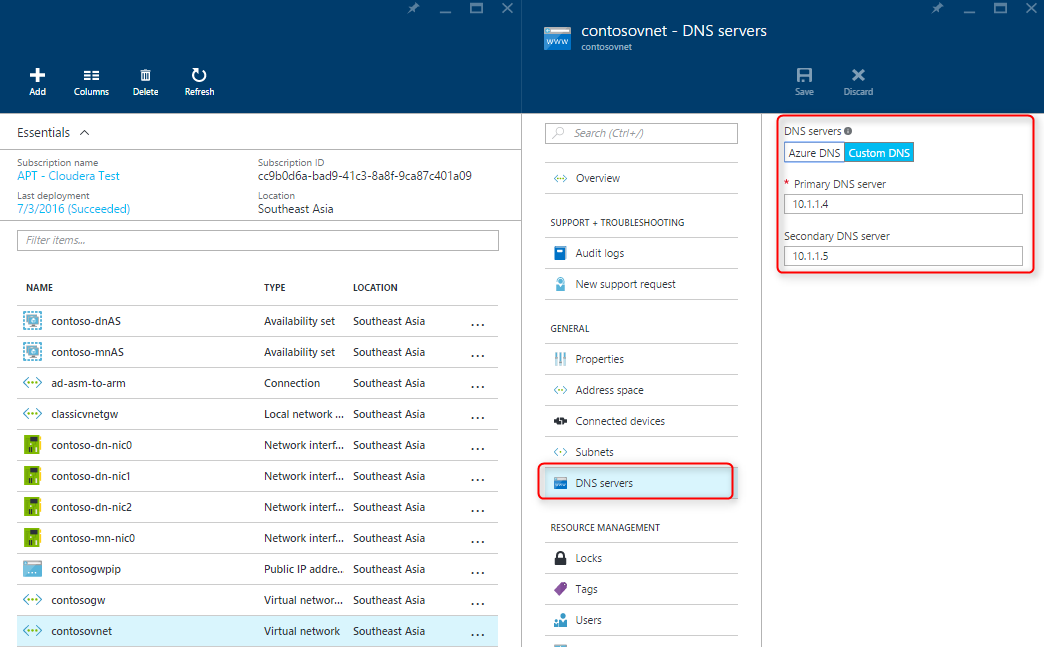 Add
Columns
Delete
Refresh
Essentials
Subscription name
APT - Cloudera Test
Subscription ID
cc9b0d6a-bad9-41c3-8a8f-9ca87c401a09
Last deployment
7/3/2016 (Succeeded)
Location
Southeast Asia
Filter items...
NAME TYPE LOCATION
contoso-dnAS Availability set Southeast Asia ...
contoso-mnAS Availability set Southeast Asia ...
ad-asm-to-arm Connection Southeast Asia ...
classicvnetgw Local network ... Southeast Asia ...
contoso-dn-nic0 Network interf... Southeast Asia ...
contoso-dn-nic1 Network interf... Southeast Asia ...
contoso-dn-nic2 Network interf... Southeast Asia ...
contoso-mn-nic0 Network interf... Southeast Asia ...
contosogwpip Public IP addre... Southeast Asia ...
contosogw Virtual networ... Southeast Asia ...
contosovnet Virtual network Southeast Asia ...
www
contosovnet - DNS servers
contosovnet
Save
Discard
Search (Ctrl+/)
Overview
SUPPORT + TROUBLESHOOTING
Audit logs
New support request
GENERAL
Properties
Address space
Connected devices
Subnets
DNS servers
RESOURCE MANAGEMENT
Locks
Tags
Users
DNS servers
Azure DNS Custom DNS
* Primary DNS server
10.1.1.4
Secondary DNS server
10.1.1.5